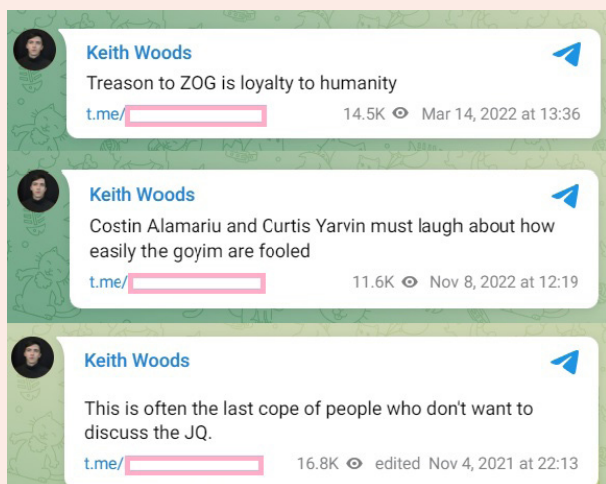 Keith Woods
Treason to ZOG is loyalty to humanity
t.me/ 14.5K Mar 14, 2022 at 13:36
Keith Woods
Costin Alamariu and Curtis Yarvin must laugh about how
easily the goyim are fooled
t.me/ 11.6K Nov 8, 2022 at 12:19
Keith Woods
This is often the last cope of people who don't want to
discuss the JQ.
t.me/ 16.8K edited Nov 4, 2021 at 22:13